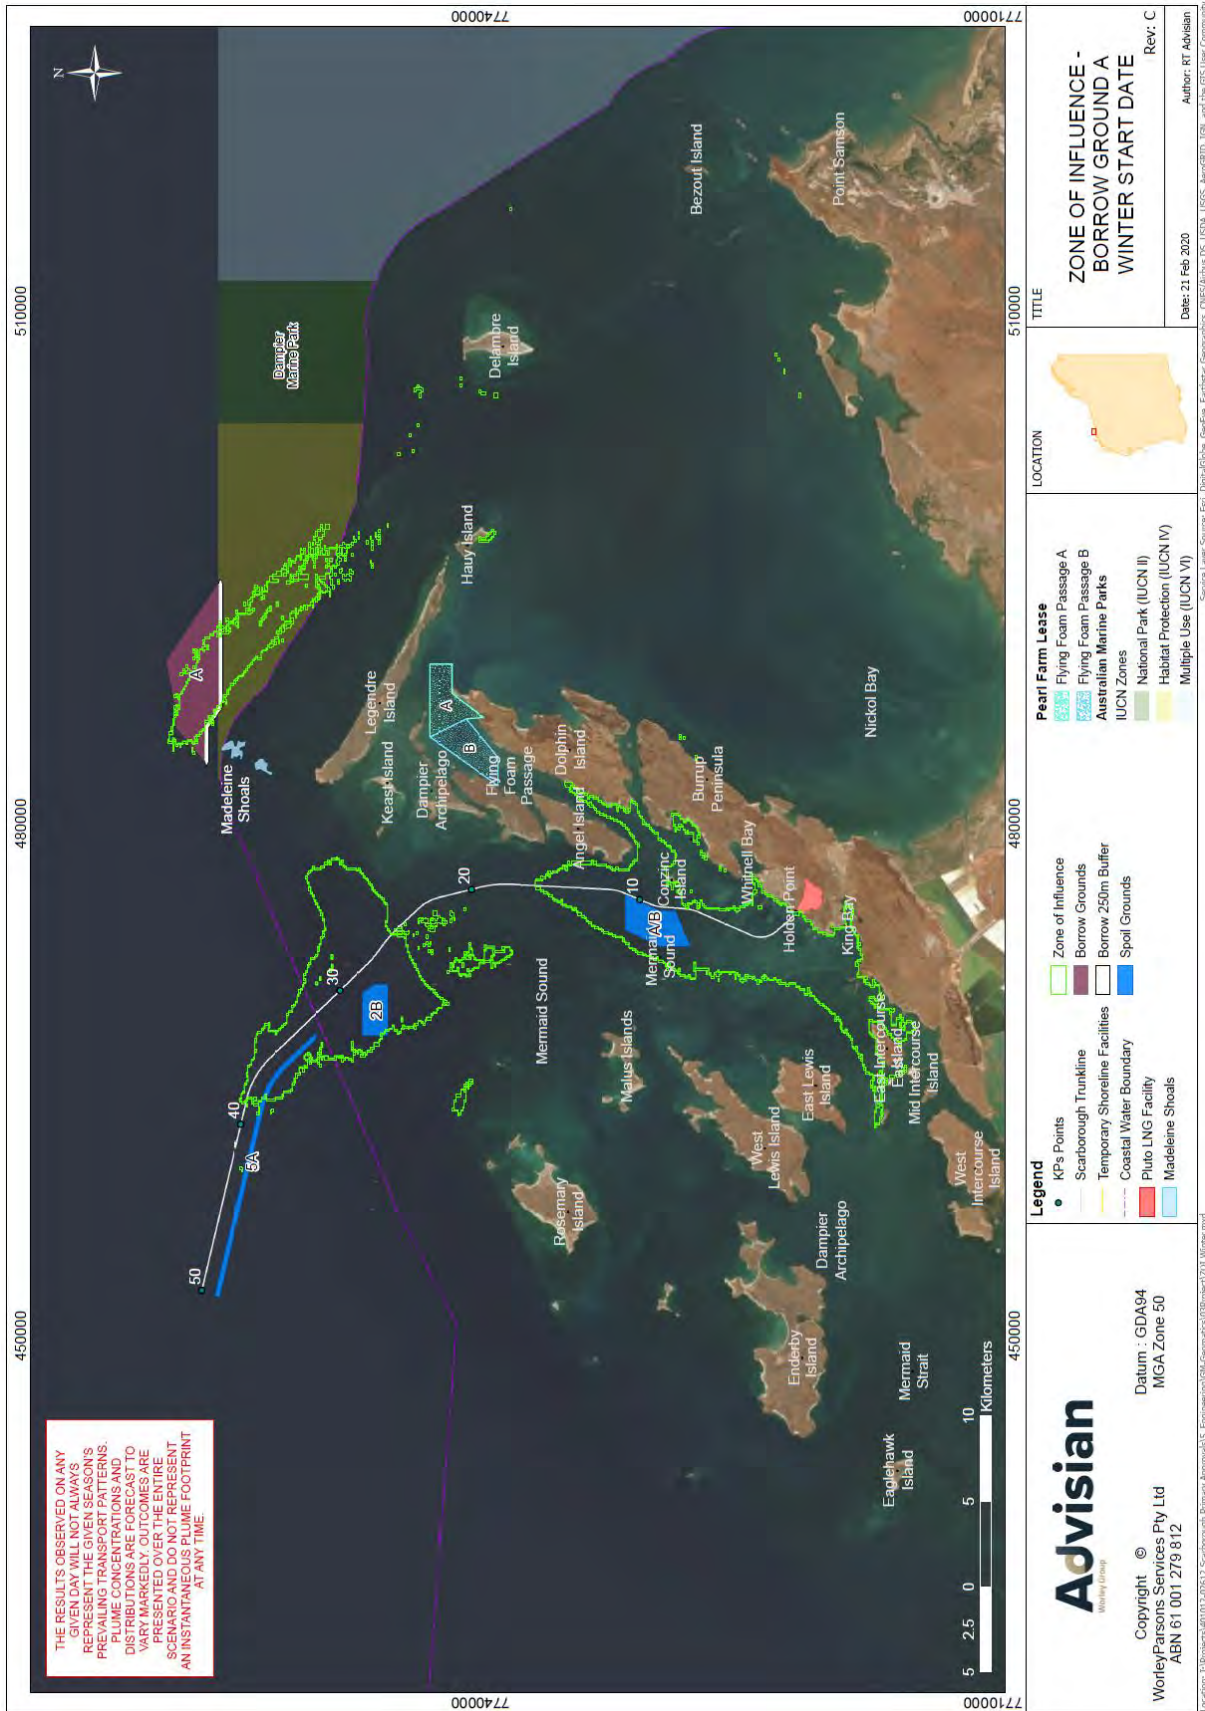 THE RESULTS OBSERVED ON ANY
GIVEN DAY WILL NOT ALWAYS
REPRESENT THE GIVEN SEASON'S
PREVAILING TRANSPORT PATTERNS.
PLUME CONCENTRATIONS AND
DISTRIBUTIONS ARE FORECAST TO
VARY MARKEDLY. OUTCOMES ARE
PRESENTED OVER THE ENTIRE
SCENARIO AND DO NOT REPRESENT
AN INSTANTANEOUS PLUME FOOTPRINT
AT ANY TIME.
450000
480000
510000
N
7740000
7710000
7740000
7710000
450000
480000
510000
50
40
30
20
10
5A
2B
A/B
A
Madeleine
Shoals
Dampier
Marine Park
Legendre
Island
Keast Island
Dampier
Archipelago
Hauy Island
Delambre
Island
A
B
Flying
Foam
Passage
Angel Island
Dolphin
Island
Burrup
Peninsula
Conzinc
Island
Whitnell Bay
Holden Point
King Bay
Mermaid
Sound
Mermaid Sound
Malus Islands
Rosemary
Island
West
Lewis Island
East Lewis
Island
East Intercourse
Island
East
Mid Intercourse
Island
West
Intercourse
Island
Dampier
Archipelago
Enderby
Island
Mermaid
Strait
Eaglehawk
Island
Nickol Bay
Bezout Island
Point Samson
5 2.5 0 5 10
Kilometers
Advisian
Worley Group
Copyright ©
WorleyParsons Services Pty Ltd
ABN 61 001 279 812
Datum : GDA94
MGA Zone 50
Legend
KPs Points
Scarborough Trunkline
Temporary Shoreline Facilities
Coastal Water Boundary
Pluto LNG Facility
Madeleine Shoals
Zone of Influence
Borrow Grounds
Borrow 250m Buffer
Spoil Grounds
Pearl Farm Lease
Flying Foam Passage A
Flying Foam Passage B
Australian Marine Parks
IUCN Zones
National Park (IUCN II)
Habitat Protection (IUCN IV)
Multiple Use (IUCN VI)
LOCATION
TITLE
ZONE OF INFLUENCE -
BORROW GROUND A
WINTER START DATE
Rev: C
Date: 21 Feb 2020
Author: RT Advisian